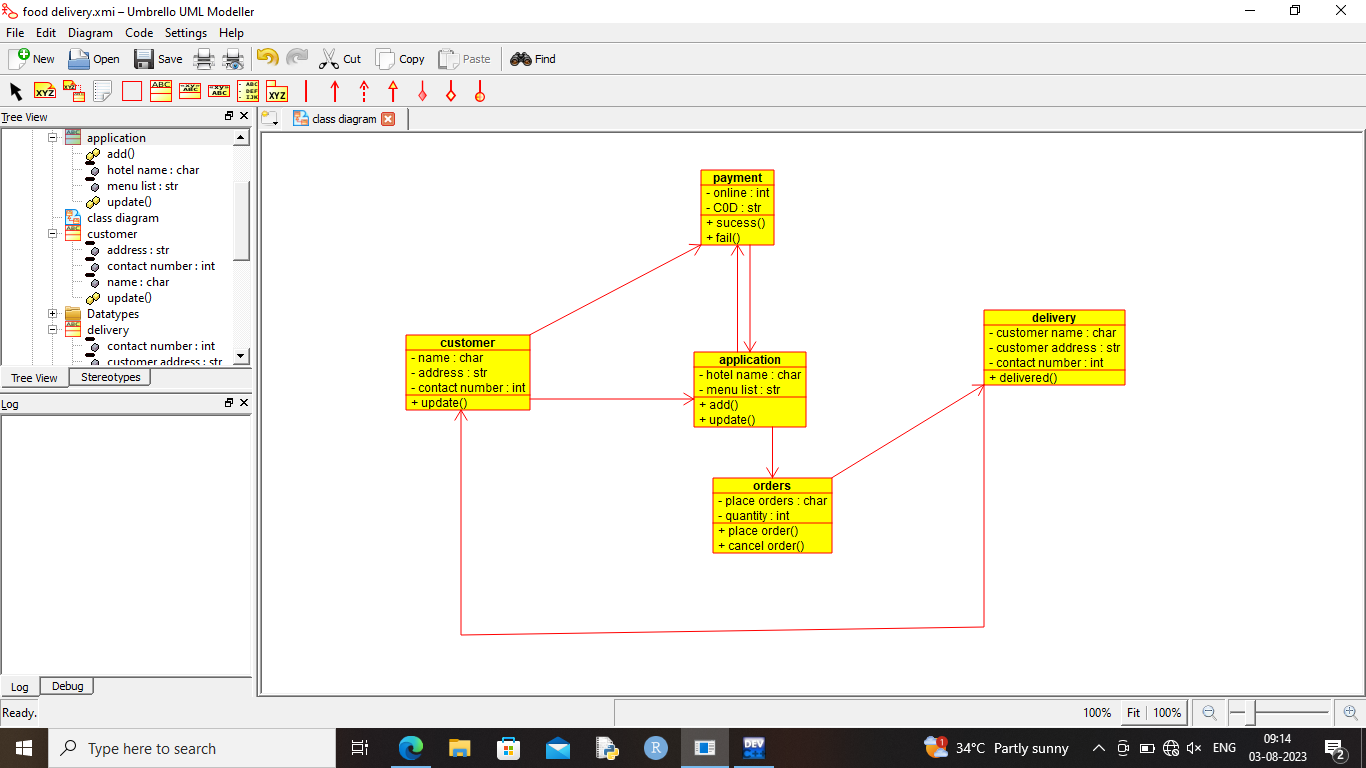 food delivery.xmi – Umbrello UML Modeller
File Edit Diagram Code Settings Help
New Open Save Cut Copy Paste Find
Tree View
application
add()
hotel name : char
menu list : str
update()
class diagram
customer
address : str
contact number : int
name : char
update()
Datatypes
delivery
contact number : int
customer address : str
Tree View Stereotypes
Log
Log Debug
class diagram
payment
- online : int
- C0D : str
+ sucess()
+ fail()
customer
- name : char
- address : str
- contact number : int
+ update()
application
- hotel name : char
- menu list : str
+ add()
+ update()
delivery
- customer name : char
- customer address : str
- contact number : int
+ delivered()
orders
- place orders : char
- quantity : int
+ place order()
+ cancel order()
Ready.
100% Fit 100%
Type here to search
34°C Partly sunny
ENG
09:14
03-08-2023